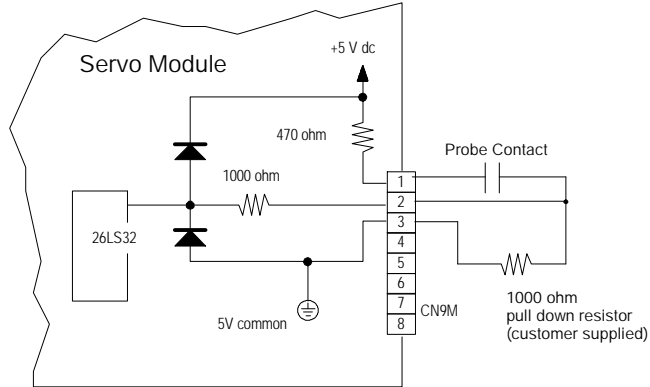 +5 V dc
Servo Module
470 ohm
Probe Contact
1000 ohm
1
2
3
4
5
6
7
8
26LS32
CN9M
5V common
1000 ohm
pull down resistor
(customer supplied)